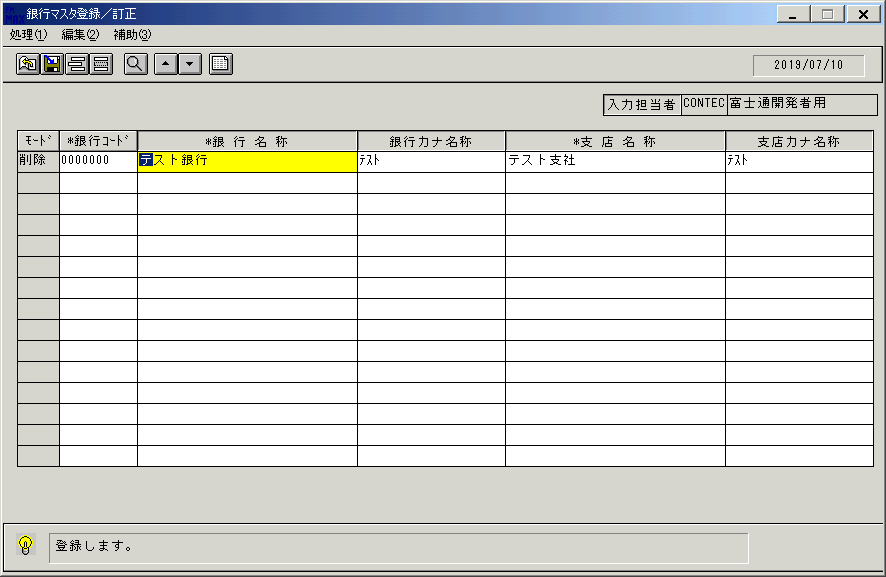 銀行マスタ登録／訂正
処理(1) 編集(2) 補助(3)
2019/07/10
入力担当者 CONTEC 富士通開発者用
ﾓｰﾄﾞ *銀行ｺｰﾄﾞ *銀 行 名 称 銀行カナ名称 *支 店 名 称 支店カナ名称
削除 0000000 テスト銀行 ﾃｽﾄ テスト支社 ﾃｽﾄ
登録します。